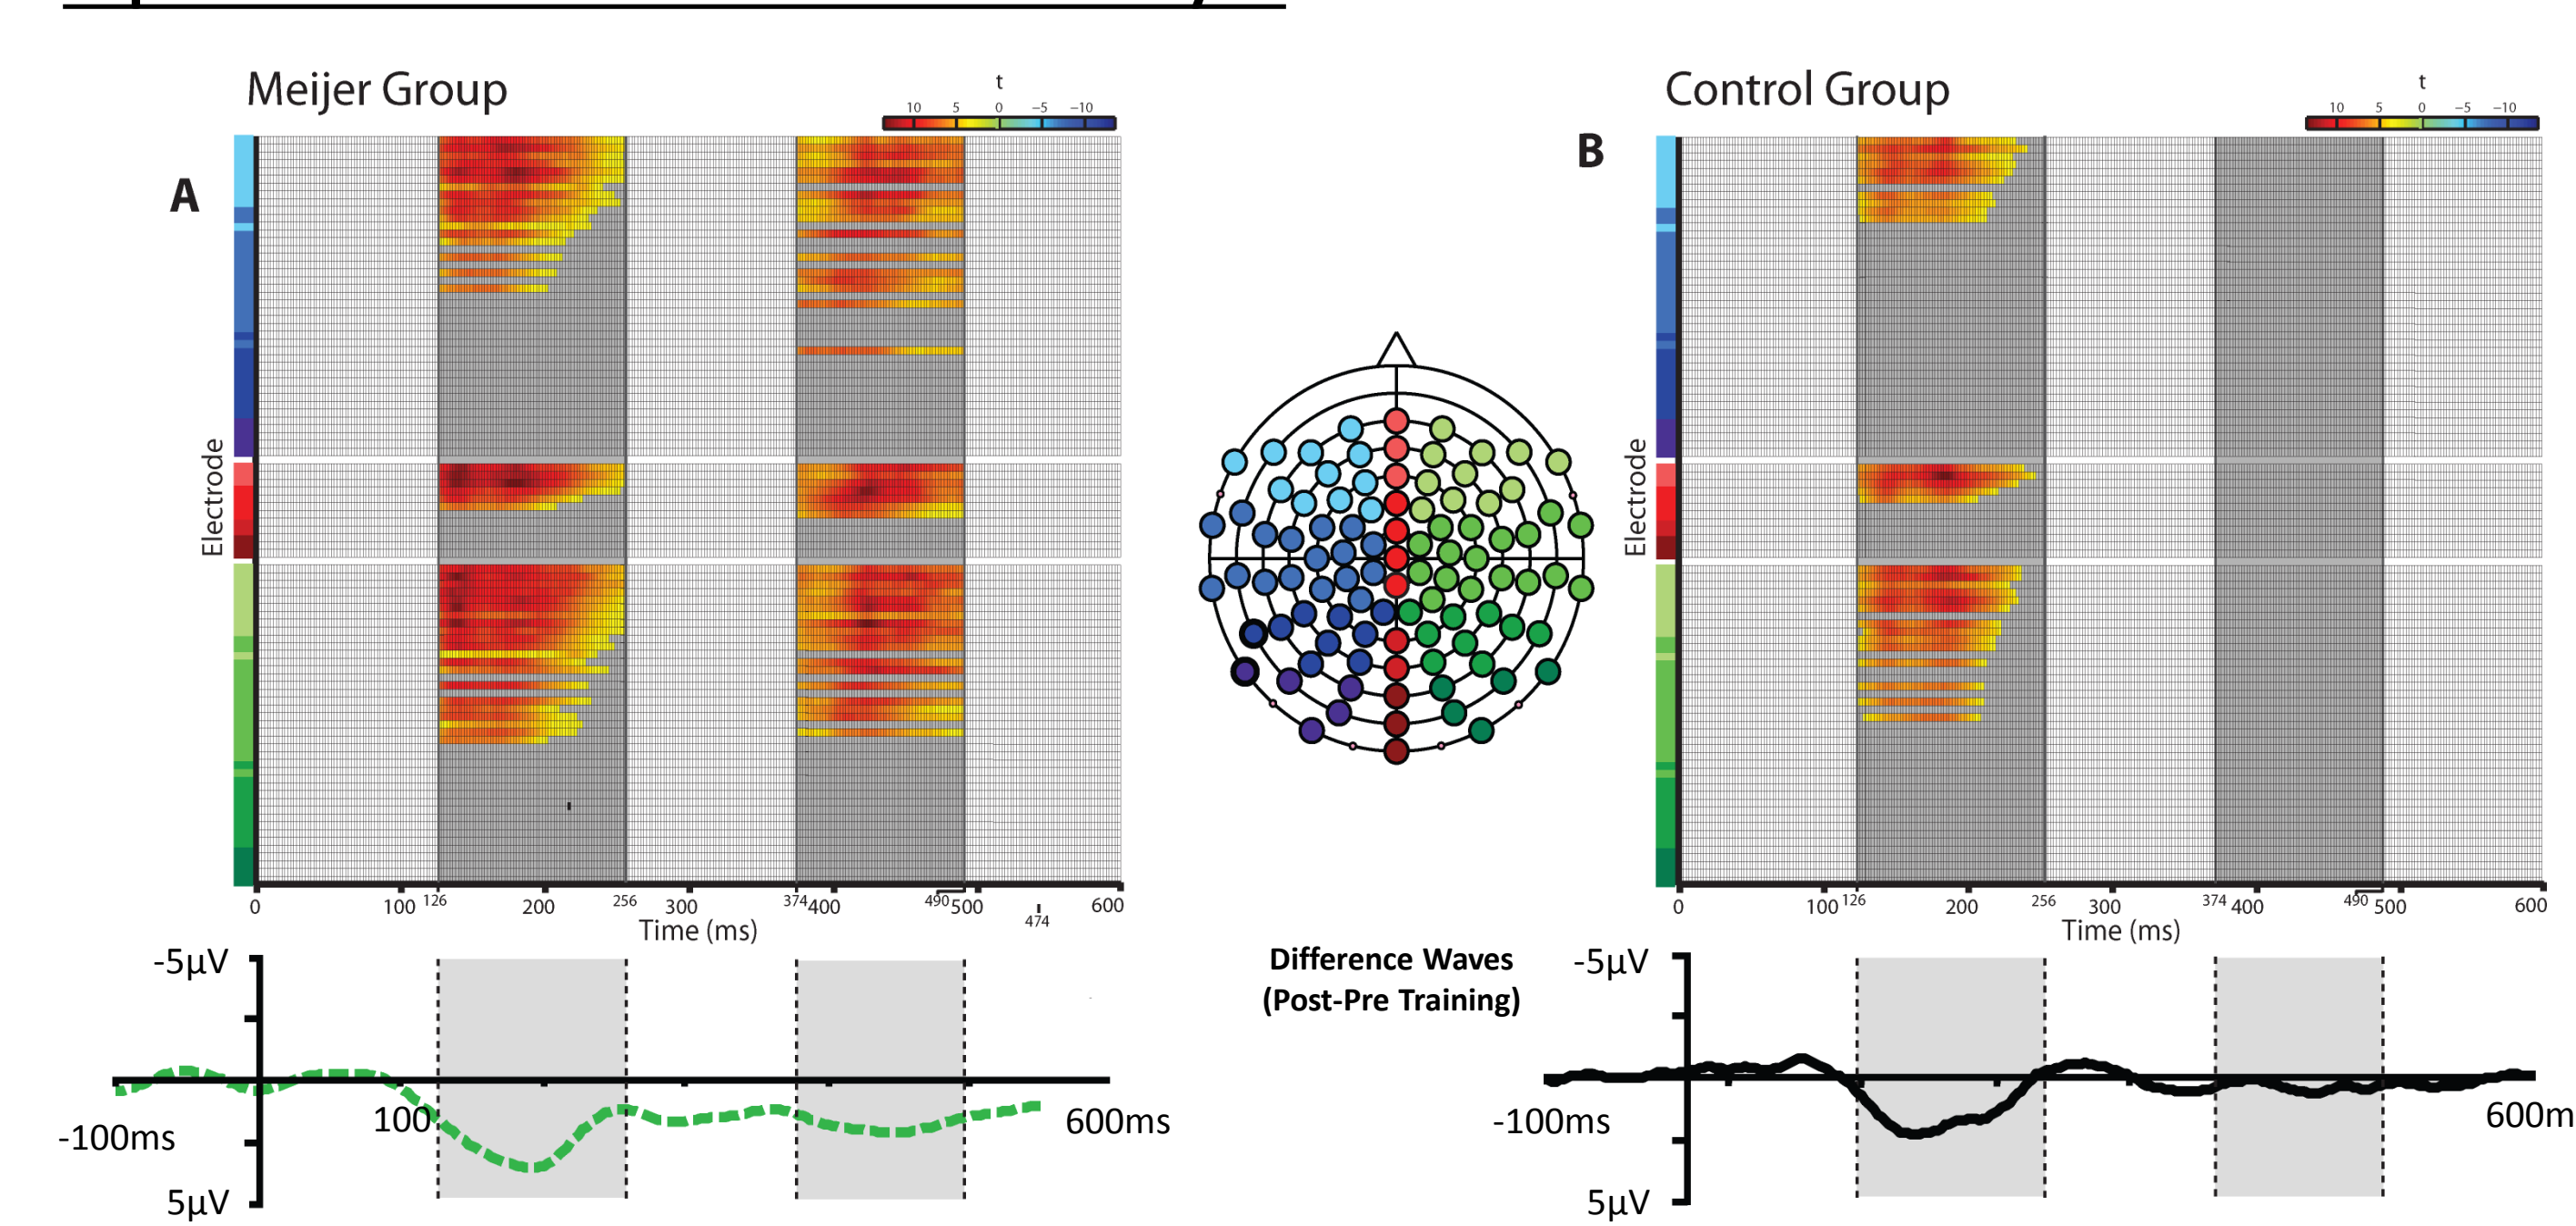 Meijer Group
t
10 5 0 −5 −10
A
Electrode
0 100 126 200 256 300 374 400 490 500 600
Time (ms)
474
-5µV
100
-100ms
600ms
5µV
Difference Waves
(Post-Pre Training)
Control Group
t
10 5 0 −5 −10
B
Electrode
0 100 126 200 256 300 374 400 490 500 600
Time (ms)
-5µV
-100ms
600m
5µV